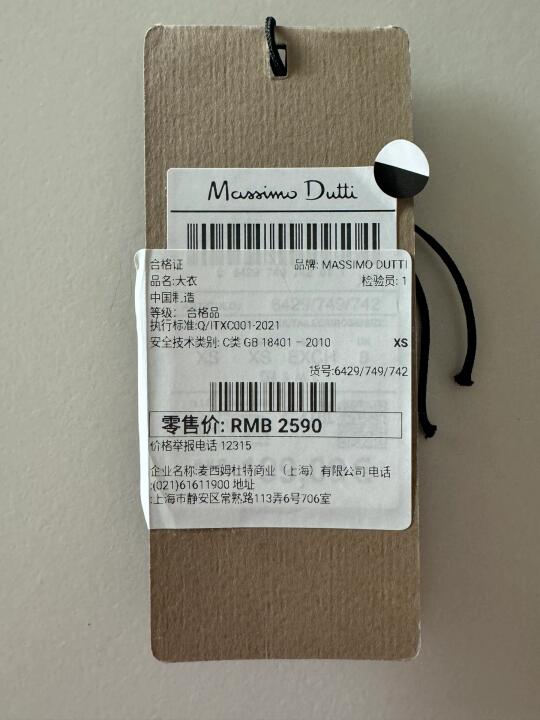 Massimo Dutti
合格证 品牌: MASSIMO DUTTI
品名:大衣 检验员: 1
中国制造
等级: 合格品
执行标准:Q/ITXC001-2021
安全技术类别: C类 GB 18401 - 2010 XS
货号:6429/749/742
零售价: RMB 2590
价格举报电话 12315
企业名称:麦西姆杜特商业（上海）有限公司 电话
:(021)61611900 地址
:上海市静安区常熟路113弄6号706室